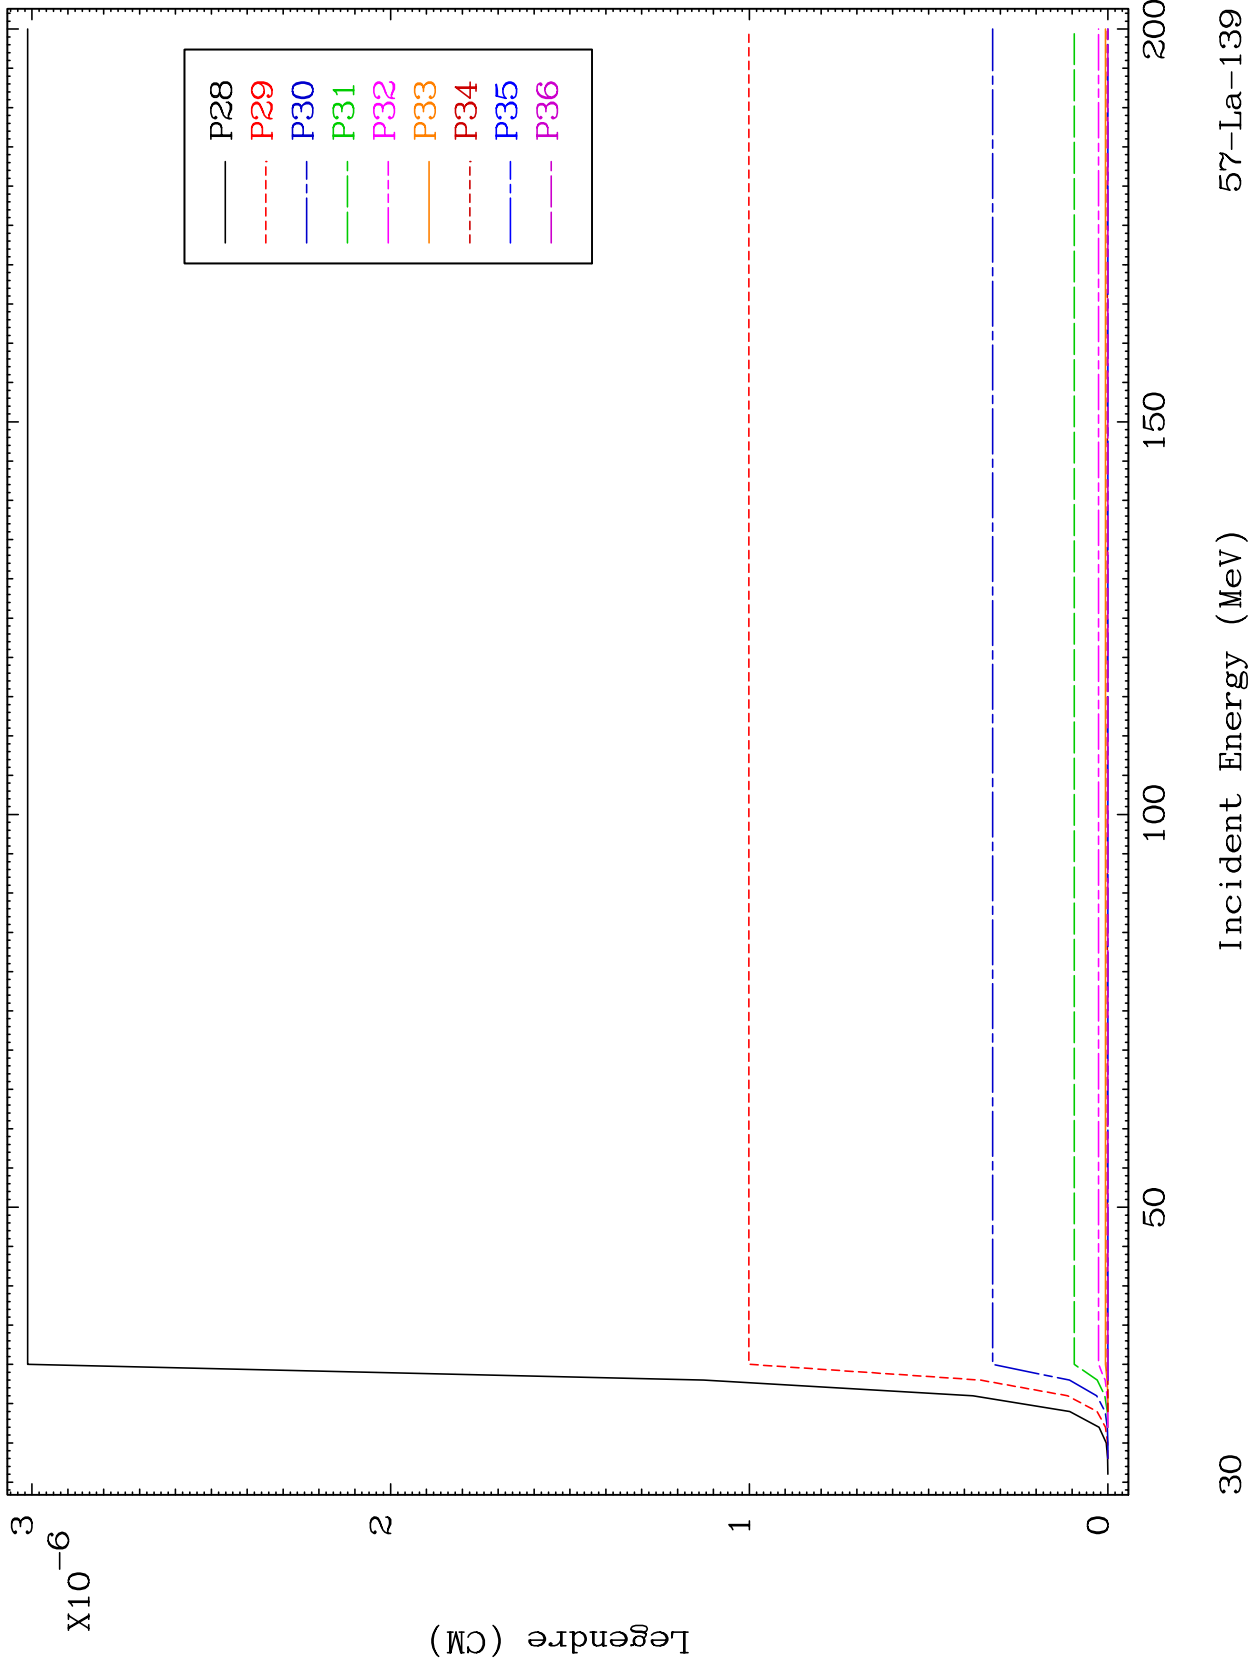 3
X10-6
2
1
0
Legendre (CM)
P28
P29
P30
P31
P32
P33
P34
P35
P36
30
50
100
150
200
Incident Energy (MeV)
57-La-139